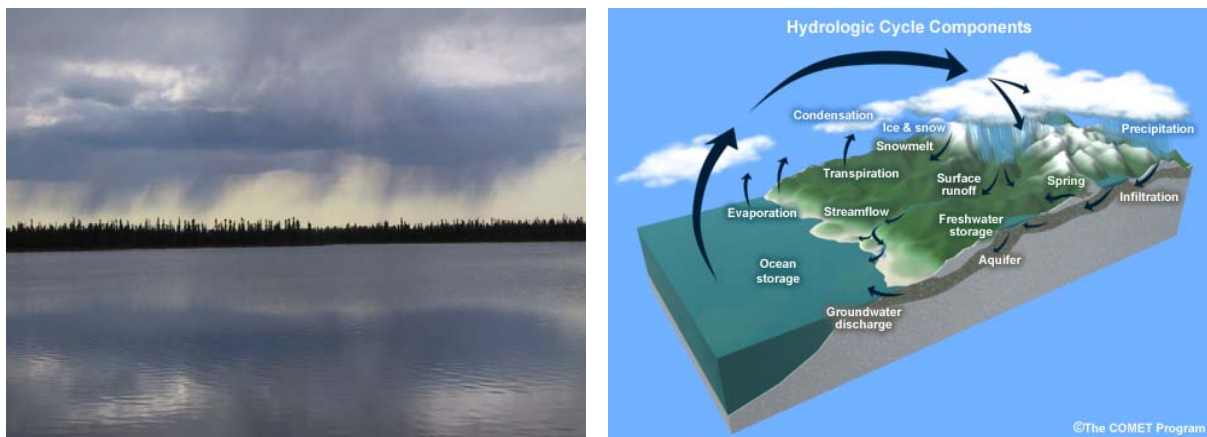 Hydrologic Cycle Components
Condensation
Ice & snow
Precipitation
Snowmelt
Transpiration
Surface
runoff
Spring
Infiltration
Evaporation
Streamflow
Freshwater
storage
Ocean
storage
Aquifer
Groundwater
discharge
©The COMET Program